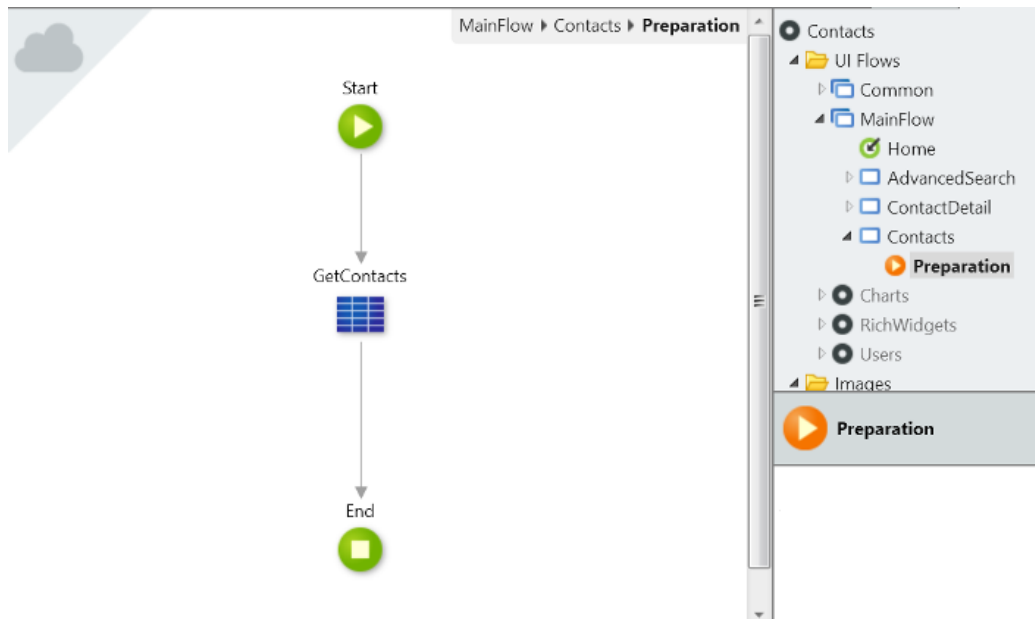 MainFlow Contacts Preparation
Start
GetContacts
End
Contacts
UI Flows
Common
MainFlow
Home
AdvancedSearch
ContactDetail
Contacts
Preparation
Charts
RichWidgets
Users
Images
Preparation